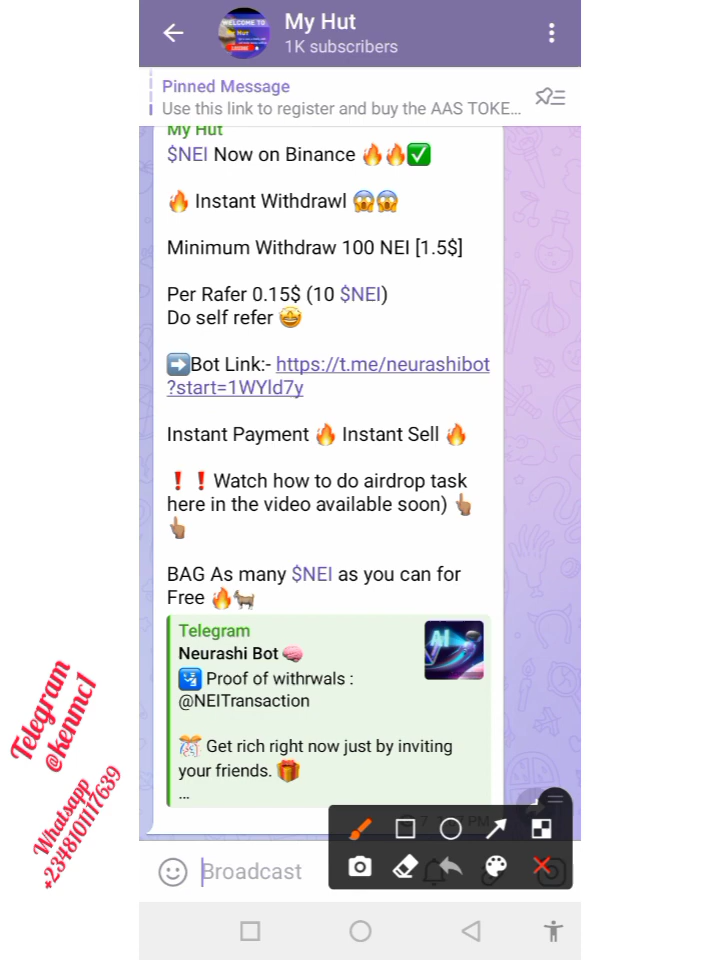 My Hut
1K subscribers
Pinned Message
Use this link to register and buy the AAS TOKE...
My Hut
$NEI Now on Binance 🔥🔥✅
🔥 Instant Withdrawl 😱😱
Minimum Withdraw 100 NEI [1.5$]
Per Rafer 0.15$ (10 $NEI)
Do self refer 🤩
➡️Bot Link:- https://t.me/neurashibot
?start=1WYld7y
Instant Payment 🔥 Instant Sell 🔥
❗❗Watch how to do airdrop task
here in the video available soon) 👆🏽
👆🏽
BAG As many $NEI as you can for
Free 🔥🐐
Telegram
Neurashi Bot 🧠
🛂 Proof of withrwals :
@NEITransaction
🎊 Get rich right now just by inviting
your friends. 🎁
...
Broadcast
Telegram
@kenmc1
Whatsapp
+2348101117639